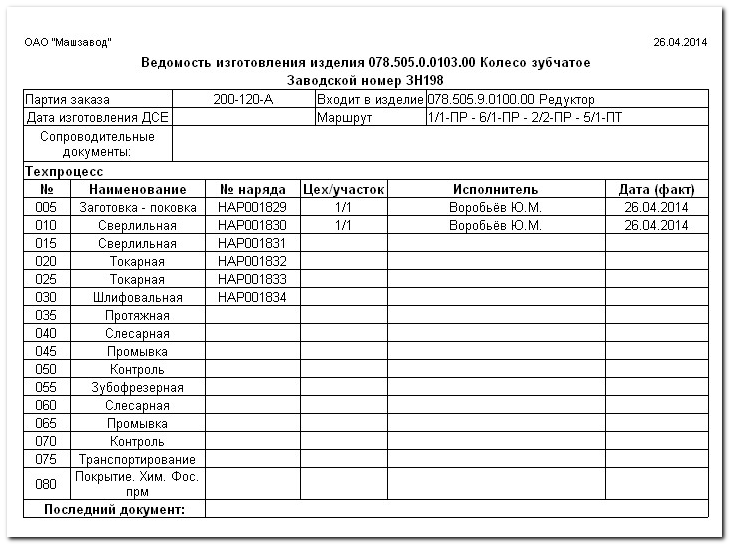 ОАО "Машзавод" 26.04.2014
Ведомость изготовления изделия 078.505.0.0103.00 Колесо зубчатое
Заводской номер ЗН198
Партия заказа 200-120-А Входит в изделие 078.505.9.0100.00 Редуктор
Дата изготовления ДСЕ Маршрут 1/1-ПР - 6/1-ПР - 2/2-ПР - 5/1-ПТ
Сопроводительные
документы:
Техпроцесс
№ Наименование № наряда Цех/участок Исполнитель Дата (факт)
005 Заготовка - поковка НАР001829 1/1 Воробьёв Ю.М. 26.04.2014
010 Сверлильная НАР001830 1/1 Воробьёв Ю.М. 26.04.2014
015 Сверлильная НАР001831
020 Токарная НАР001832
025 Токарная НАР001833
030 Шлифовальная НАР001834
035 Протяжная
040 Слесарная
045 Промывка
050 Контроль
055 Зубофрезерная
060 Слесарная
065 Промывка
070 Контроль
075 Транспортирование
080 Покрытие. Хим. Фос.
прм
Последний документ: